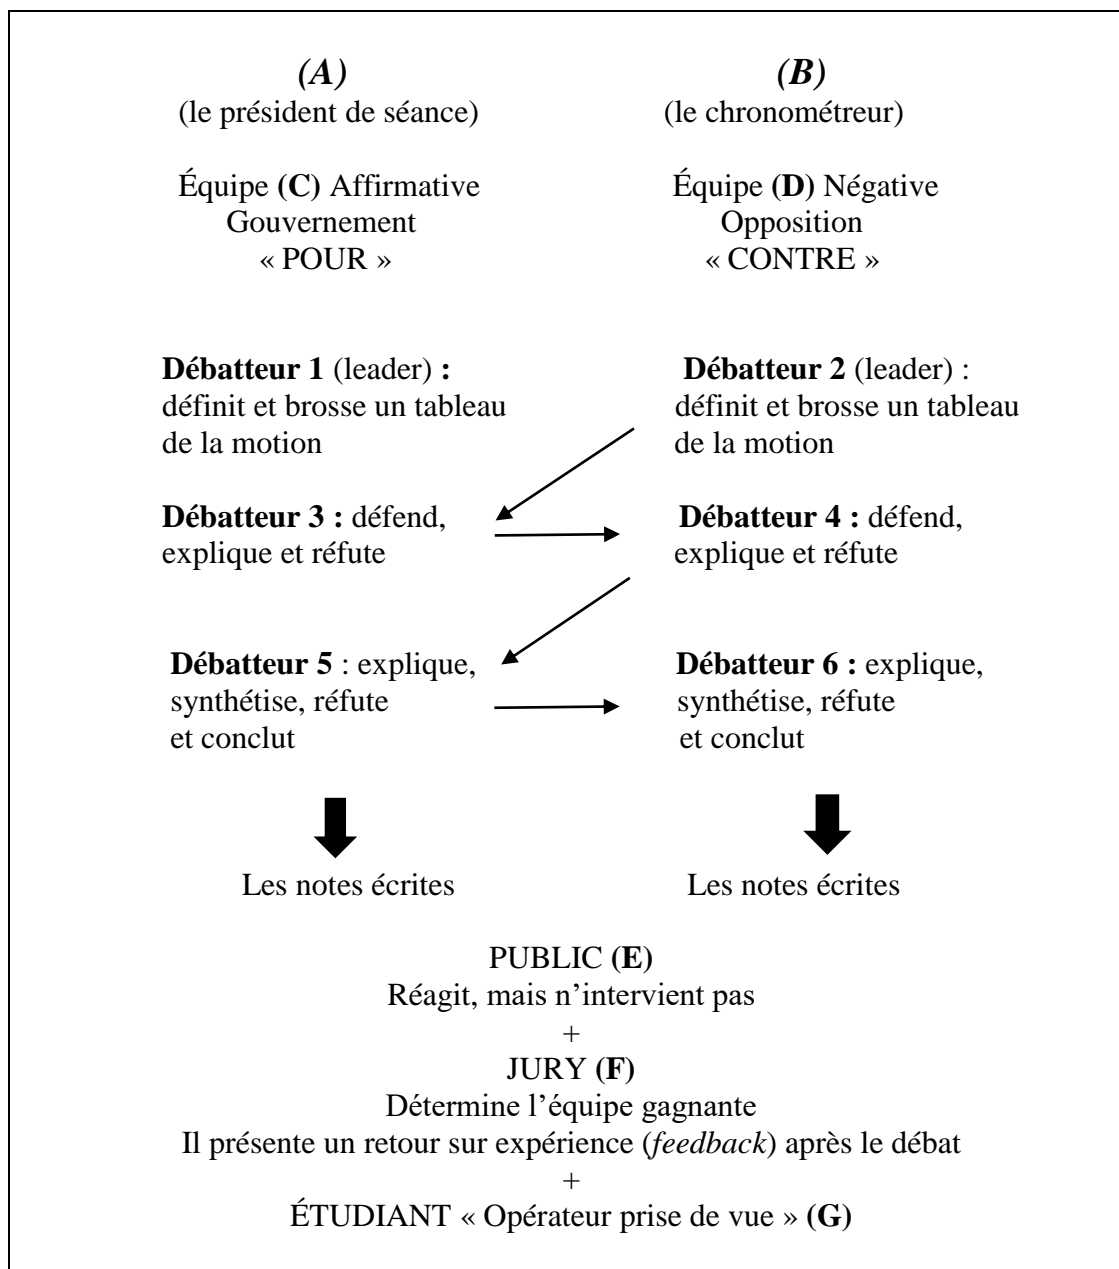 (A)
(le président de séance)
(B)
(le chronométreur)
Équipe (C) Affirmative
Gouvernement
« POUR »
Équipe (D) Négative
Opposition
« CONTRE »
Débatteur 1 (leader) :
définit et brosse un tableau
de la motion
Débatteur 2 (leader) :
définit et brosse un tableau
de la motion
Débatteur 3 : défend,
explique et réfute
Débatteur 4 : défend,
explique et réfute
Débatteur 5 : explique,
synthétise, réfute
et conclut
Débatteur 6 : explique,
synthétise, réfute
et conclut
Les notes écrites
Les notes écrites
PUBLIC (E)
Réagit, mais n’intervient pas
+
JURY (F)
Détermine l’équipe gagnante
Il présente un retour sur expérience (feedback) après le débat
+
ÉTUDIANT « Opérateur prise de vue » (G)